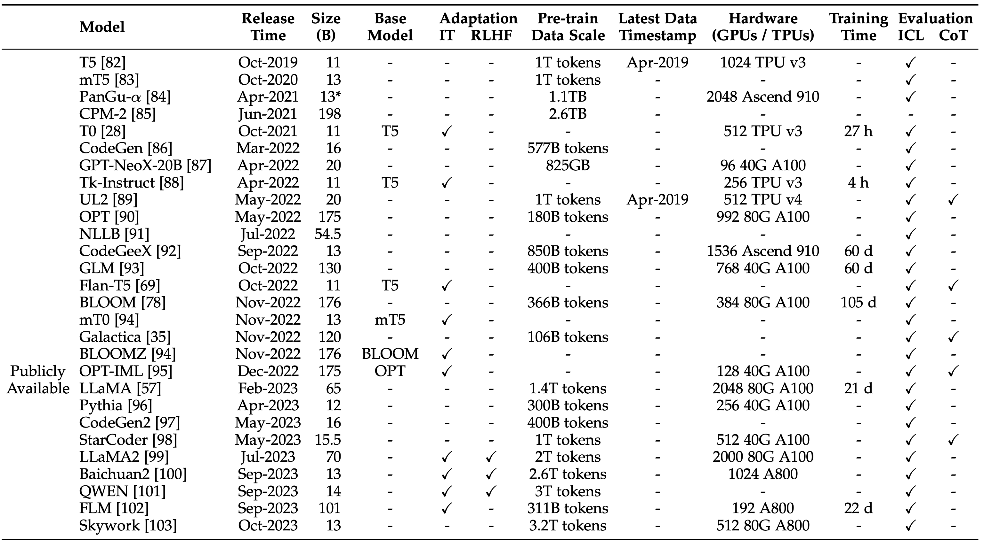 Model Release Time Size (B) Base Model Adaptation IT RLHF Pre-train Data Scale Latest Data Timestamp Hardware (GPUs / TPUs) Training Time Evaluation ICL CoT
T5 [82] Oct-2019 11 - - - 1T tokens Apr-2019 1024 TPU v3 - ✓ -
mT5 [83] Oct-2020 13 - - - 1T tokens - - - ✓ -
PanGu-α [84] Apr-2021 13* - - - 1.1TB - 2048 Ascend 910 - ✓ -
CPM-2 [85] Jun-2021 198 - - - 2.6TB - - - - -
T0 [28] Oct-2021 11 T5 ✓ - - - 512 TPU v3 27 h ✓ -
CodeGen [86] Mar-2022 16 - - - 577B tokens - - - ✓ -
GPT-NeoX-20B [87] Apr-2022 20 - - - 825GB - 96 40G A100 - ✓ -
Tk-Instruct [88] Apr-2022 11 T5 ✓ - - - 256 TPU v3 4 h ✓ -
UL2 [89] May-2022 20 - - - 1T tokens Apr-2019 512 TPU v4 - ✓ ✓
OPT [90] May-2022 175 - - - 180B tokens - 992 80G A100 - ✓ -
NLLB [91] Jul-2022 54.5 - - - - - - - ✓ -
CodeGeeX [92] Sep-2022 13 - - - 850B tokens - 1536 Ascend 910 60 d ✓ -
GLM [93] Oct-2022 130 - - - 400B tokens - 768 40G A100 60 d ✓ -
Flan-T5 [69] Oct-2022 11 T5 ✓ - - - - - ✓ ✓
BLOOM [78] Nov-2022 176 - - - 366B tokens - 384 80G A100 105 d ✓ -
mT0 [94] Nov-2022 13 mT5 ✓ - - - - - ✓ -
Galactica [35] Nov-2022 120 - - - 106B tokens - - - ✓ ✓
BLOOMZ [94] Nov-2022 176 BLOOM ✓ - - - - - ✓ -
Publicly OPT-IML [95] Dec-2022 175 OPT ✓ - - - 128 40G A100 - ✓ ✓
Available LLaMA [57] Feb-2023 65 - - - 1.4T tokens - 2048 80G A100 21 d ✓ -
Pythia [96] Apr-2023 12 - - - 300B tokens - 256 40G A100 - ✓ -
CodeGen2 [97] May-2023 16 - - - 400B tokens - - - ✓ -
StarCoder [98] May-2023 15.5 - - - 1T tokens - 512 40G A100 - ✓ ✓
LLaMA2 [99] Jul-2023 70 - ✓ ✓ 2T tokens - 2000 80G A100 - ✓ -
Baichuan2 [100] Sep-2023 13 - ✓ ✓ 2.6T tokens - 1024 A800 - ✓ -
QWEN [101] Sep-2023 14 - ✓ ✓ 3T tokens - - - ✓ -
FLM [102] Sep-2023 101 - ✓ - 311B tokens - 192 A800 22 d ✓ -
Skywork [103] Oct-2023 13 - - - 3.2T tokens - 512 80G A800 - ✓ -